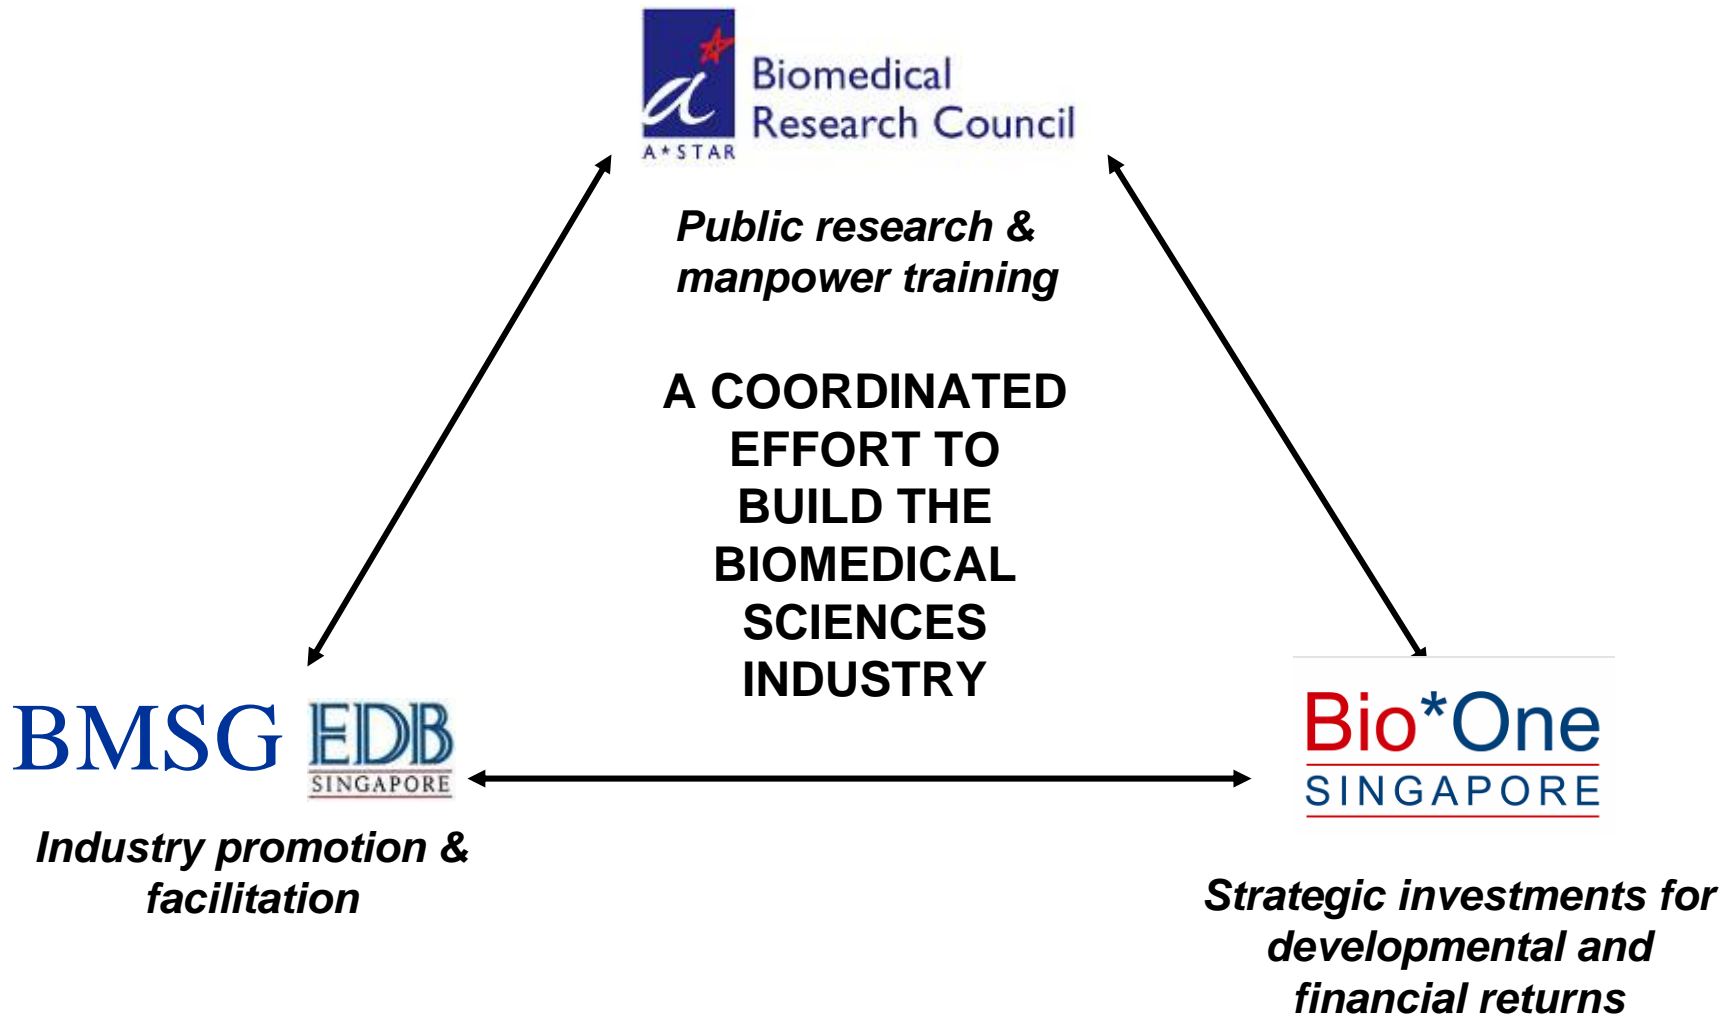 Biomedical
Research Council
a
A*STAR
Public research &
manpower training
A COORDINATED
EFFORT TO
BUILD THE
BIOMEDICAL
SCIENCES
INDUSTRY
BMSG
EDB
SINGAPORE
Industry promotion &
facilitation
Bio*One
SINGAPORE
Strategic investments for
developmental and
financial returns